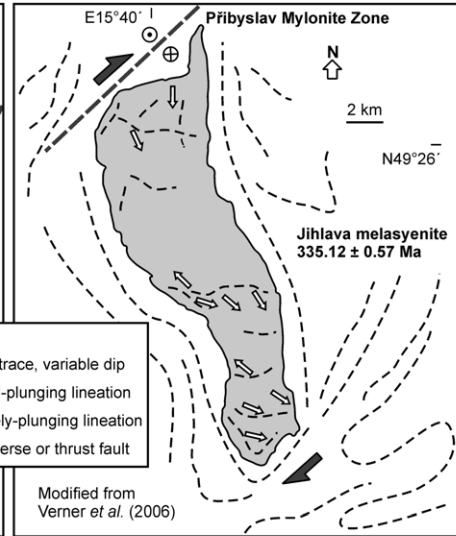 E15°40´
Přibyslav Mylonite Zone
N
2 km
N49°26´
Jihlava melasyenite
335.12 ± 0.57 Ma
trace, variable dip
-plunging lineation
ly-plunging lineation
erse or thrust fault
Modified from
Verner et al. (2006)